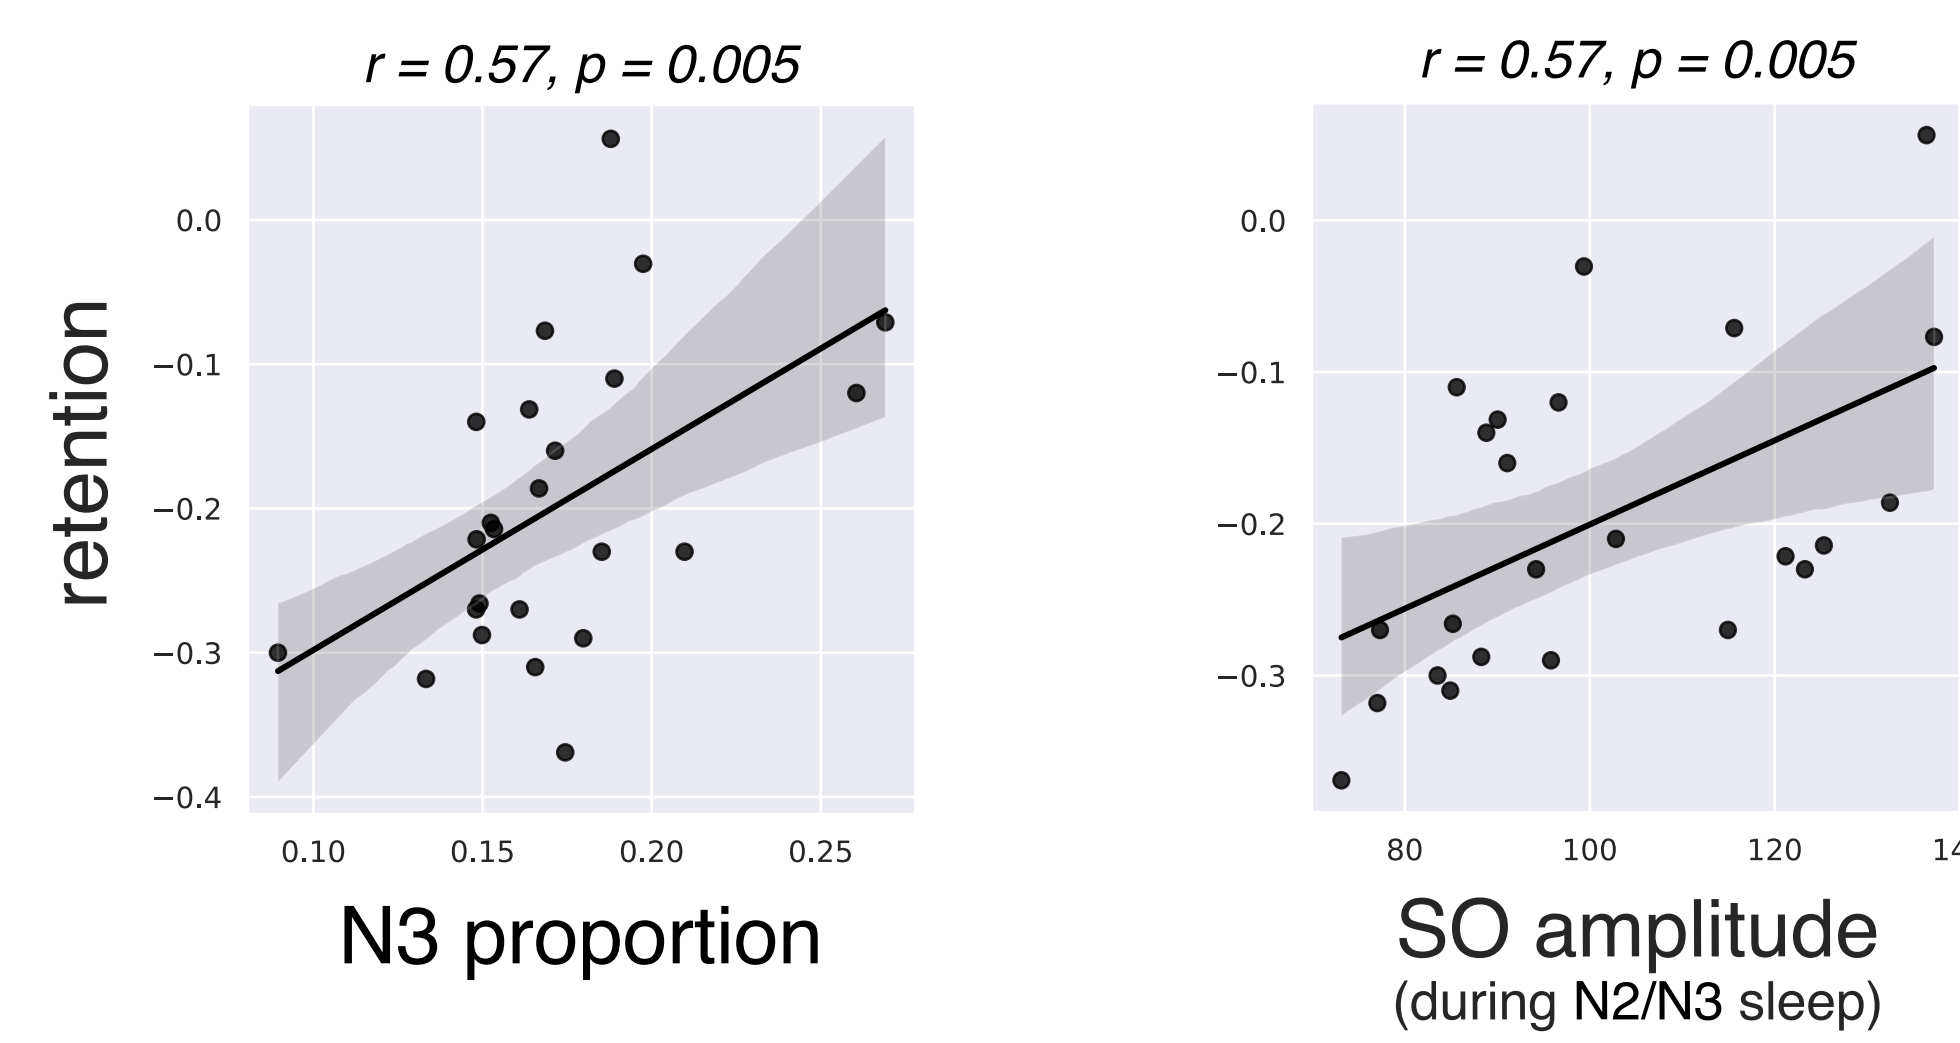 r = 0.57, p = 0.005
0.0
−0.1
−0.2
−0.3
−0.4
retention
0.10 0.15 0.20 0.25
N3 proportion
r = 0.57, p = 0.005
0.0
−0.1
−0.2
−0.3
80 100 120
SO amplitude
(during N2/N3 sleep)